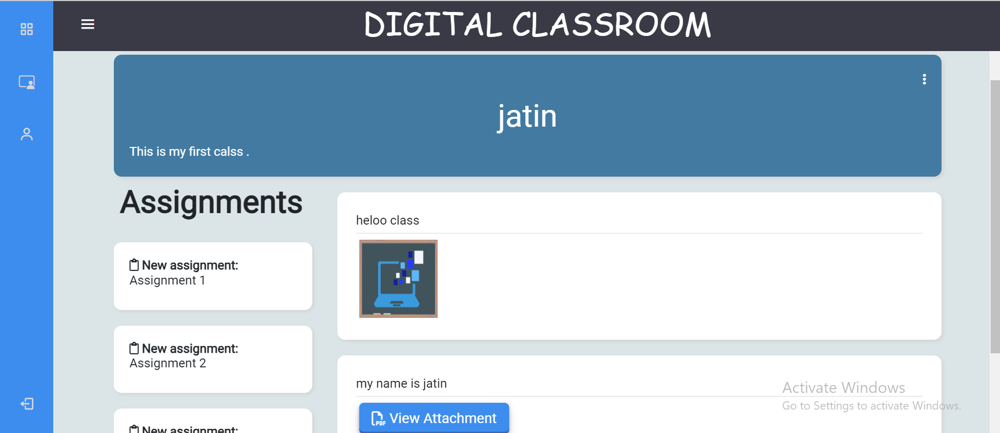 DIGITAL CLASSROOM
jatin
This is my first calss .
Assignments
New assignment:
Assignment 1
New assignment:
Assignment 2
New assignment:
heloo class
my name is jatin
PDF View Attachment
Activate Windows
Go to Settings to activate Windows.